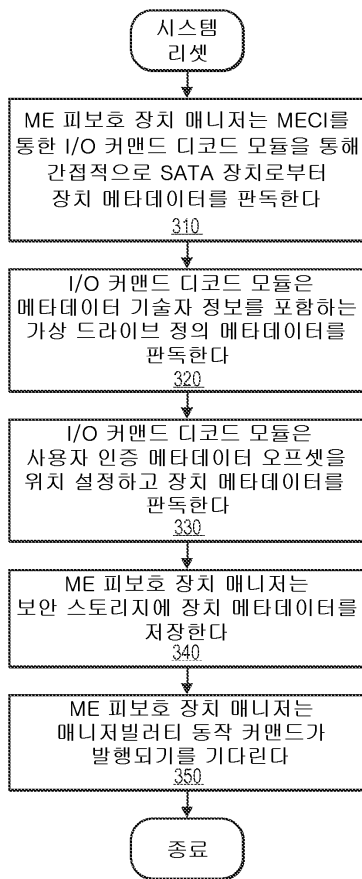 시스템
리셋
ME 피보호 장치 매니저는 MECI를
통한 I/O 커맨드 디코드 모듈을 통해
간접적으로 SATA 장치로부터
장치 메타데이터를 판독한다
310
I/O 커맨드 디코드 모듈은
메타데이터 기술자 정보를 포함하는
가상 드라이브 정의 메타데이터를
판독한다
320
I/O 커맨드 디코드 모듈은
사용자 인증 메타데이터 오프셋을
위치 설정하고 장치 메타데이터를
판독한다
330
ME 피보호 장치 매니저는
보안 스토리지에 장치 메타데이터를
저장한다
340
ME 피보호 장치 매니저는
매니저빌러티 동작 커맨드가
발행되기를 기다린다
350
종료